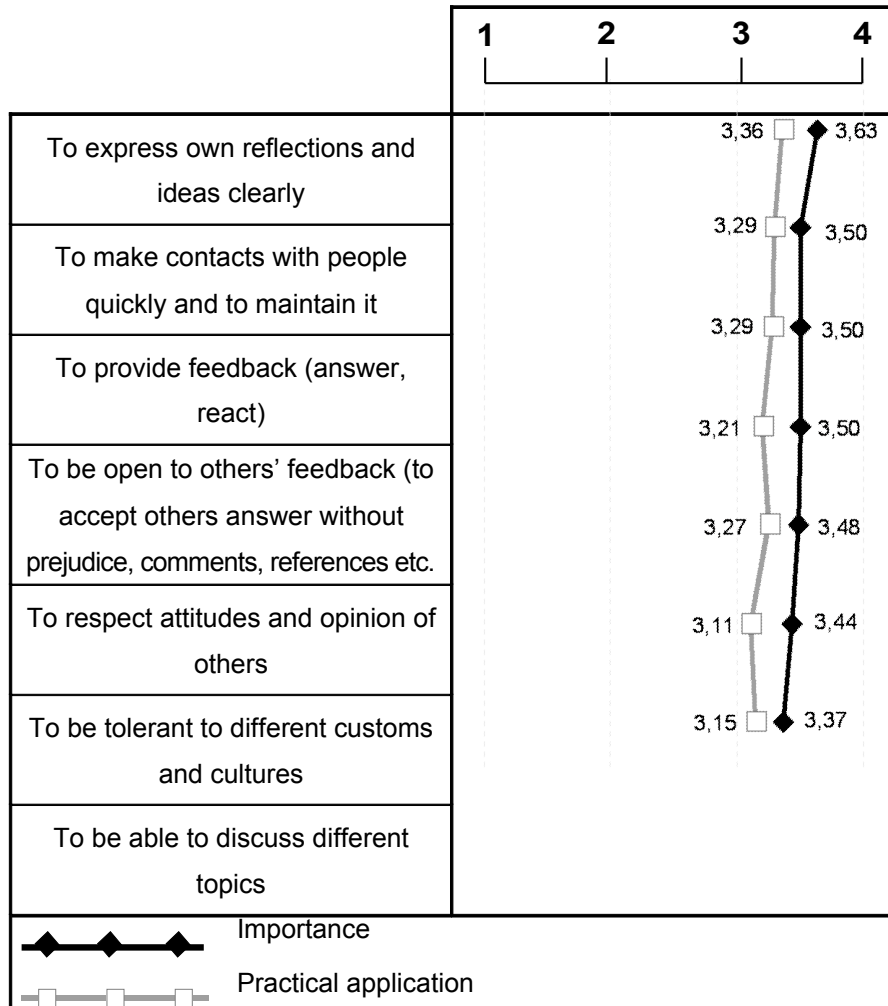 1 2 3 4
To express own reflections and
ideas clearly
3,36 3,63
To make contacts with people
quickly and to maintain it
3,29 3,50
To provide feedback (answer,
react)
3,29 3,50
To be open to others’ feedback (to
accept others answer without
prejudice, comments, references etc.
3,21 3,50
3,27 3,48
To respect attitudes and opinion of
others
3,11 3,44
To be tolerant to different customs
and cultures
3,15 3,37
To be able to discuss different
topics
Importance
Practical application